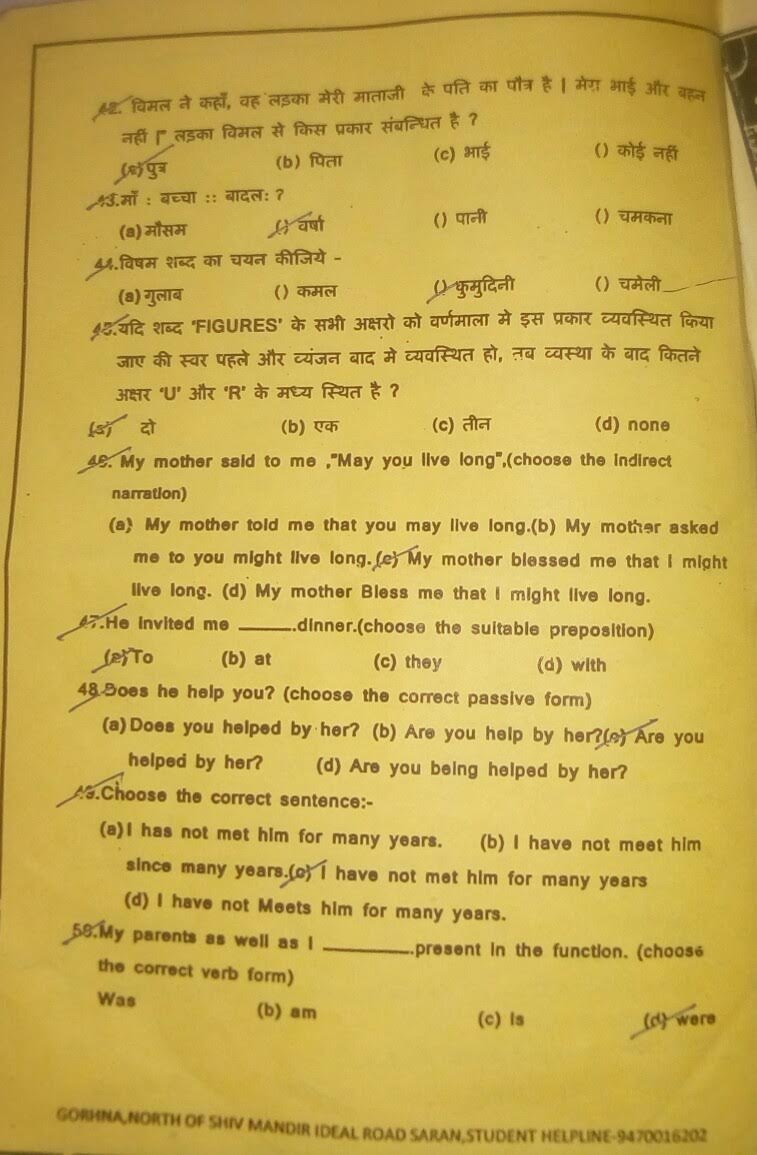 42. विमल ने कहाँ, वह लड़का मेरी माताजी के पति का पौत्र है | मेरा भाई और बहन
नहीं |" लड़का विमल से किस प्रकार संबन्धित है ?
(a) पुत्र (b) पिता (c) भाई () कोई नहीं
43.माँ : बच्चा :: बादल: ?
(a) मौसम () वर्षा () पानी () चमकना
44.विषम शब्द का चयन कीजिये -
(a) गुलाब () कमल () कुमुदिनी () चमेली
45.यदि शब्द 'FIGURES' के सभी अक्षरो को वर्णमाला मे इस प्रकार व्यवस्थित किया
जाए की स्वर पहले और व्यंजन बाद मे व्यवस्थित हो, तब व्यस्था के बाद कितने
अक्षर 'U' और 'R' के मध्य स्थित है ?
(a) दो (b) एक (c) तीन (d) none
46. My mother said to me ,"May you live long",(choose the indirect
narration)
(a) My mother told me that you may live long.(b) My mother asked
me to you might live long.(c) My mother blessed me that I might
live long. (d) My mother Bless me that I might live long.
47.He invited me ______.dinner.(choose the suitable preposition)
(a) To (b) at (c) they (d) with
48.Does he help you? (choose the correct passive form)
(a) Does you helped by her? (b) Are you help by her?(c) Are you
helped by her? (d) Are you being helped by her?
49.Choose the correct sentence:-
(a) I has not met him for many years. (b) I have not meet him
since many years.(c) I have not met him for many years
(d) I have not Meets him for many years.
50.My parents as well as I __________.present in the function. (choose
the correct verb form)
Was (b) am (c) is (d) were
GORHNA,NORTH OF SHIV MANDIR IDEAL ROAD SARAN,STUDENT HELPLINE-9470016202